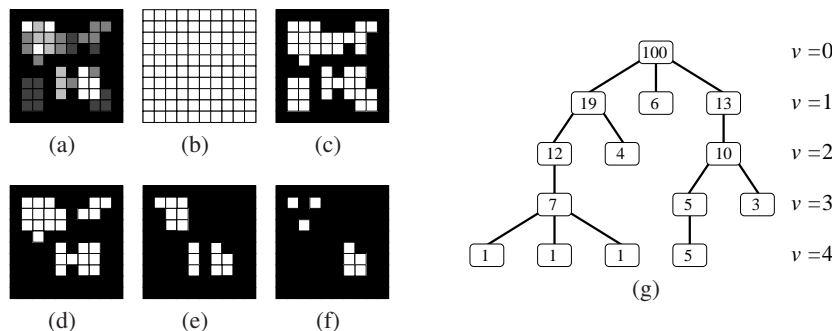 (a) (b) (c)
(d) (e) (f)
100 v =0
19 6 13 v =1
12 4 10 v =2
7 5 3 v =3
1 1 1 5 v =4
(g)